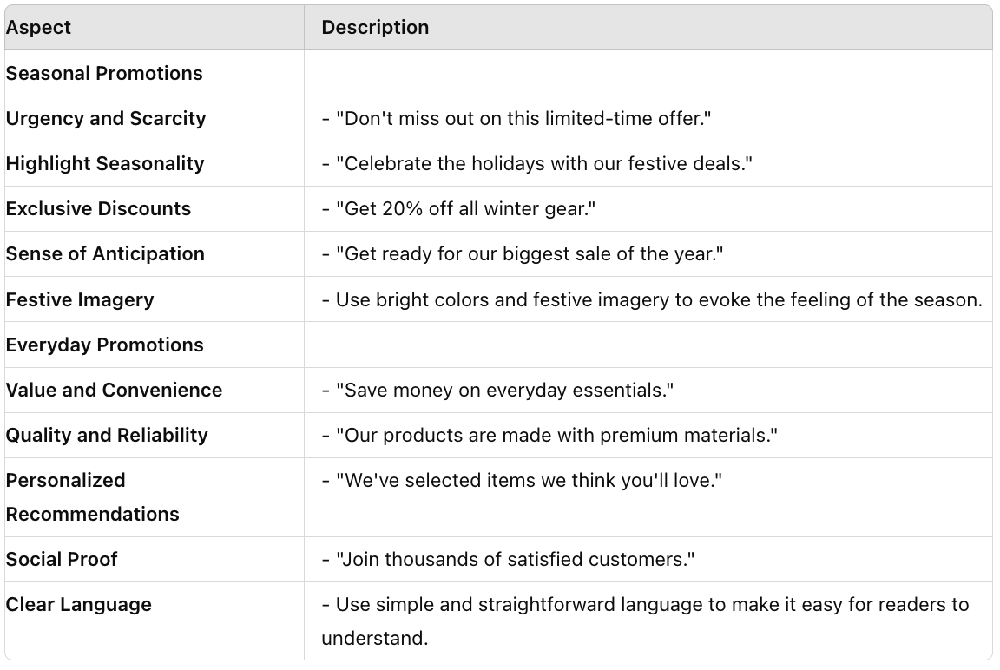 Aspect Description
Seasonal Promotions
Urgency and Scarcity - "Don't miss out on this limited-time offer."
Highlight Seasonality - "Celebrate the holidays with our festive deals."
Exclusive Discounts - "Get 20% off all winter gear."
Sense of Anticipation - "Get ready for our biggest sale of the year."
Festive Imagery - Use bright colors and festive imagery to evoke the feeling of the season.
Everyday Promotions
Value and Convenience - "Save money on everyday essentials."
Quality and Reliability - "Our products are made with premium materials."
Personalized - "We've selected items we think you'll love."
Recommendations
Social Proof - "Join thousands of satisfied customers."
Clear Language - Use simple and straightforward language to make it easy for readers to
understand.